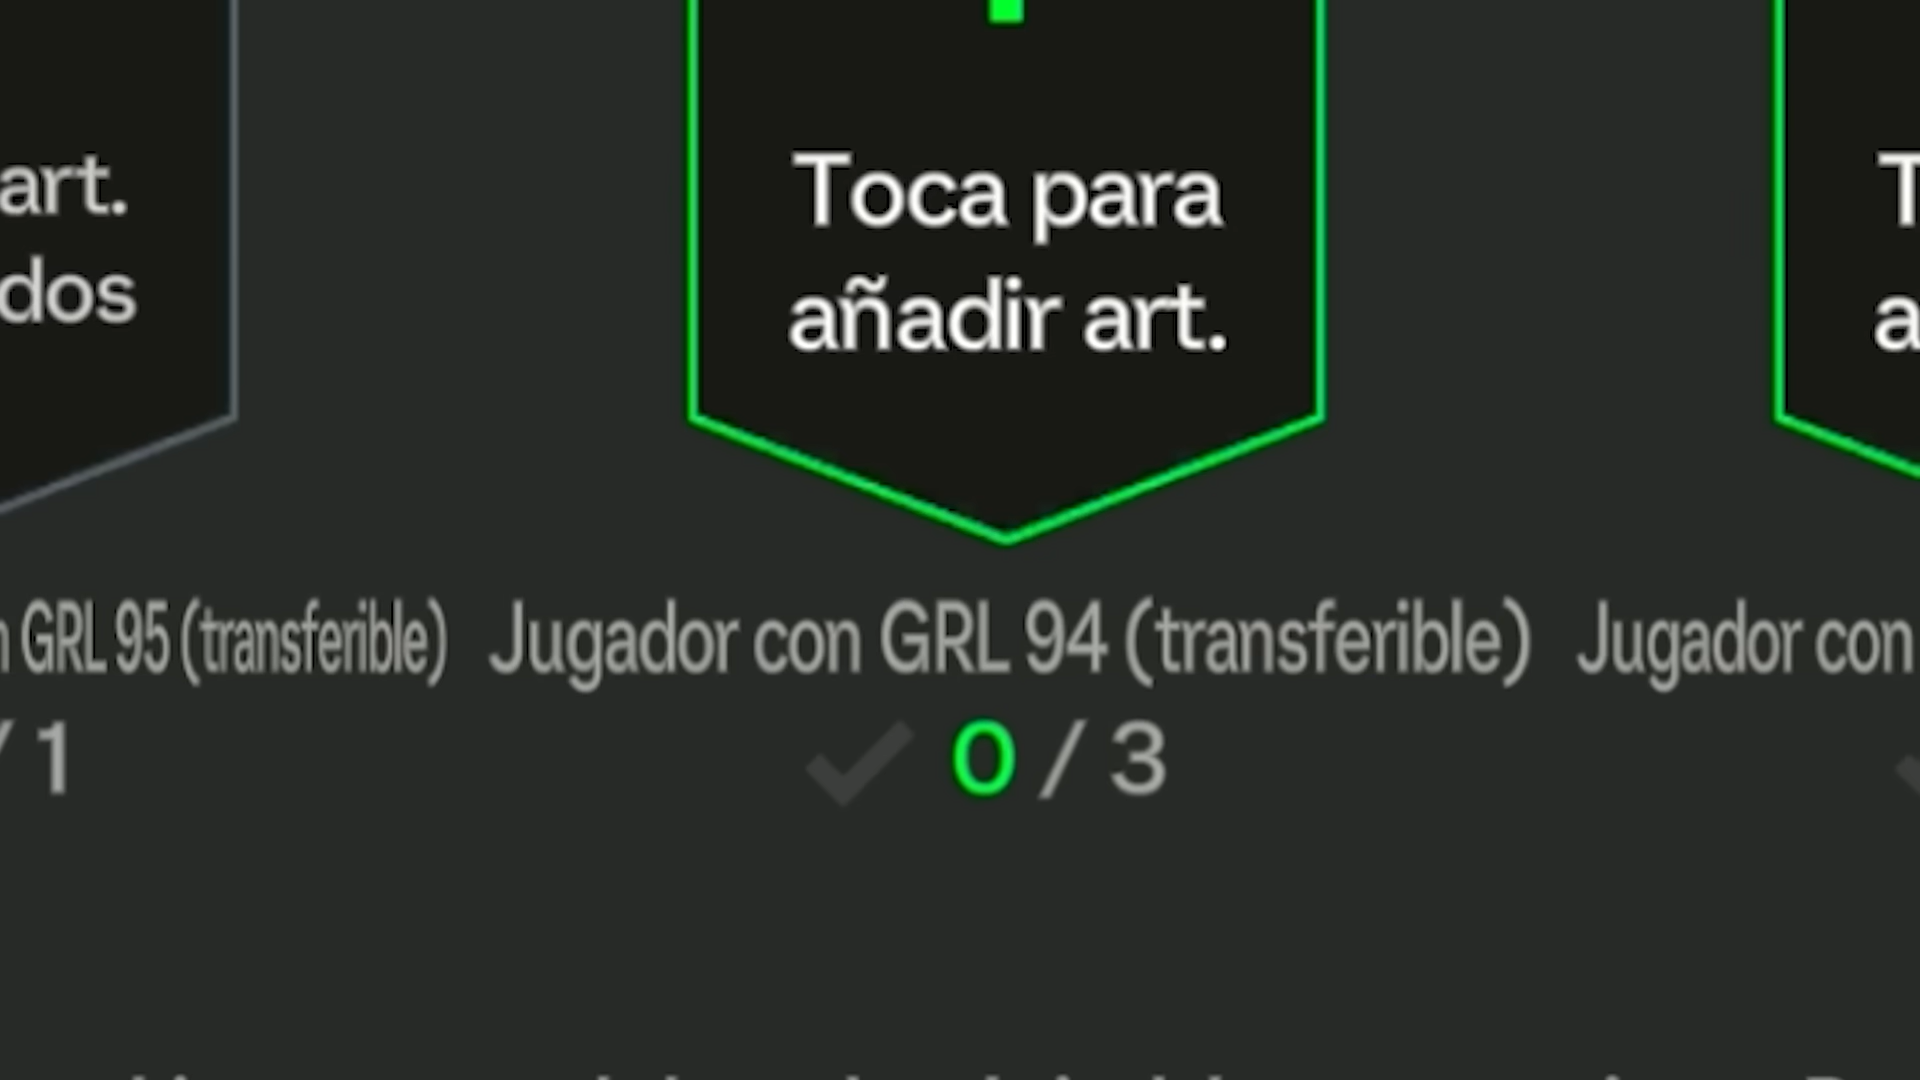 art.
dos
Toca para
añadir art.
GRL 95 (transferible)
/ 1
Jugador con GRL 94 (transferible)
0 / 3
Jugador con